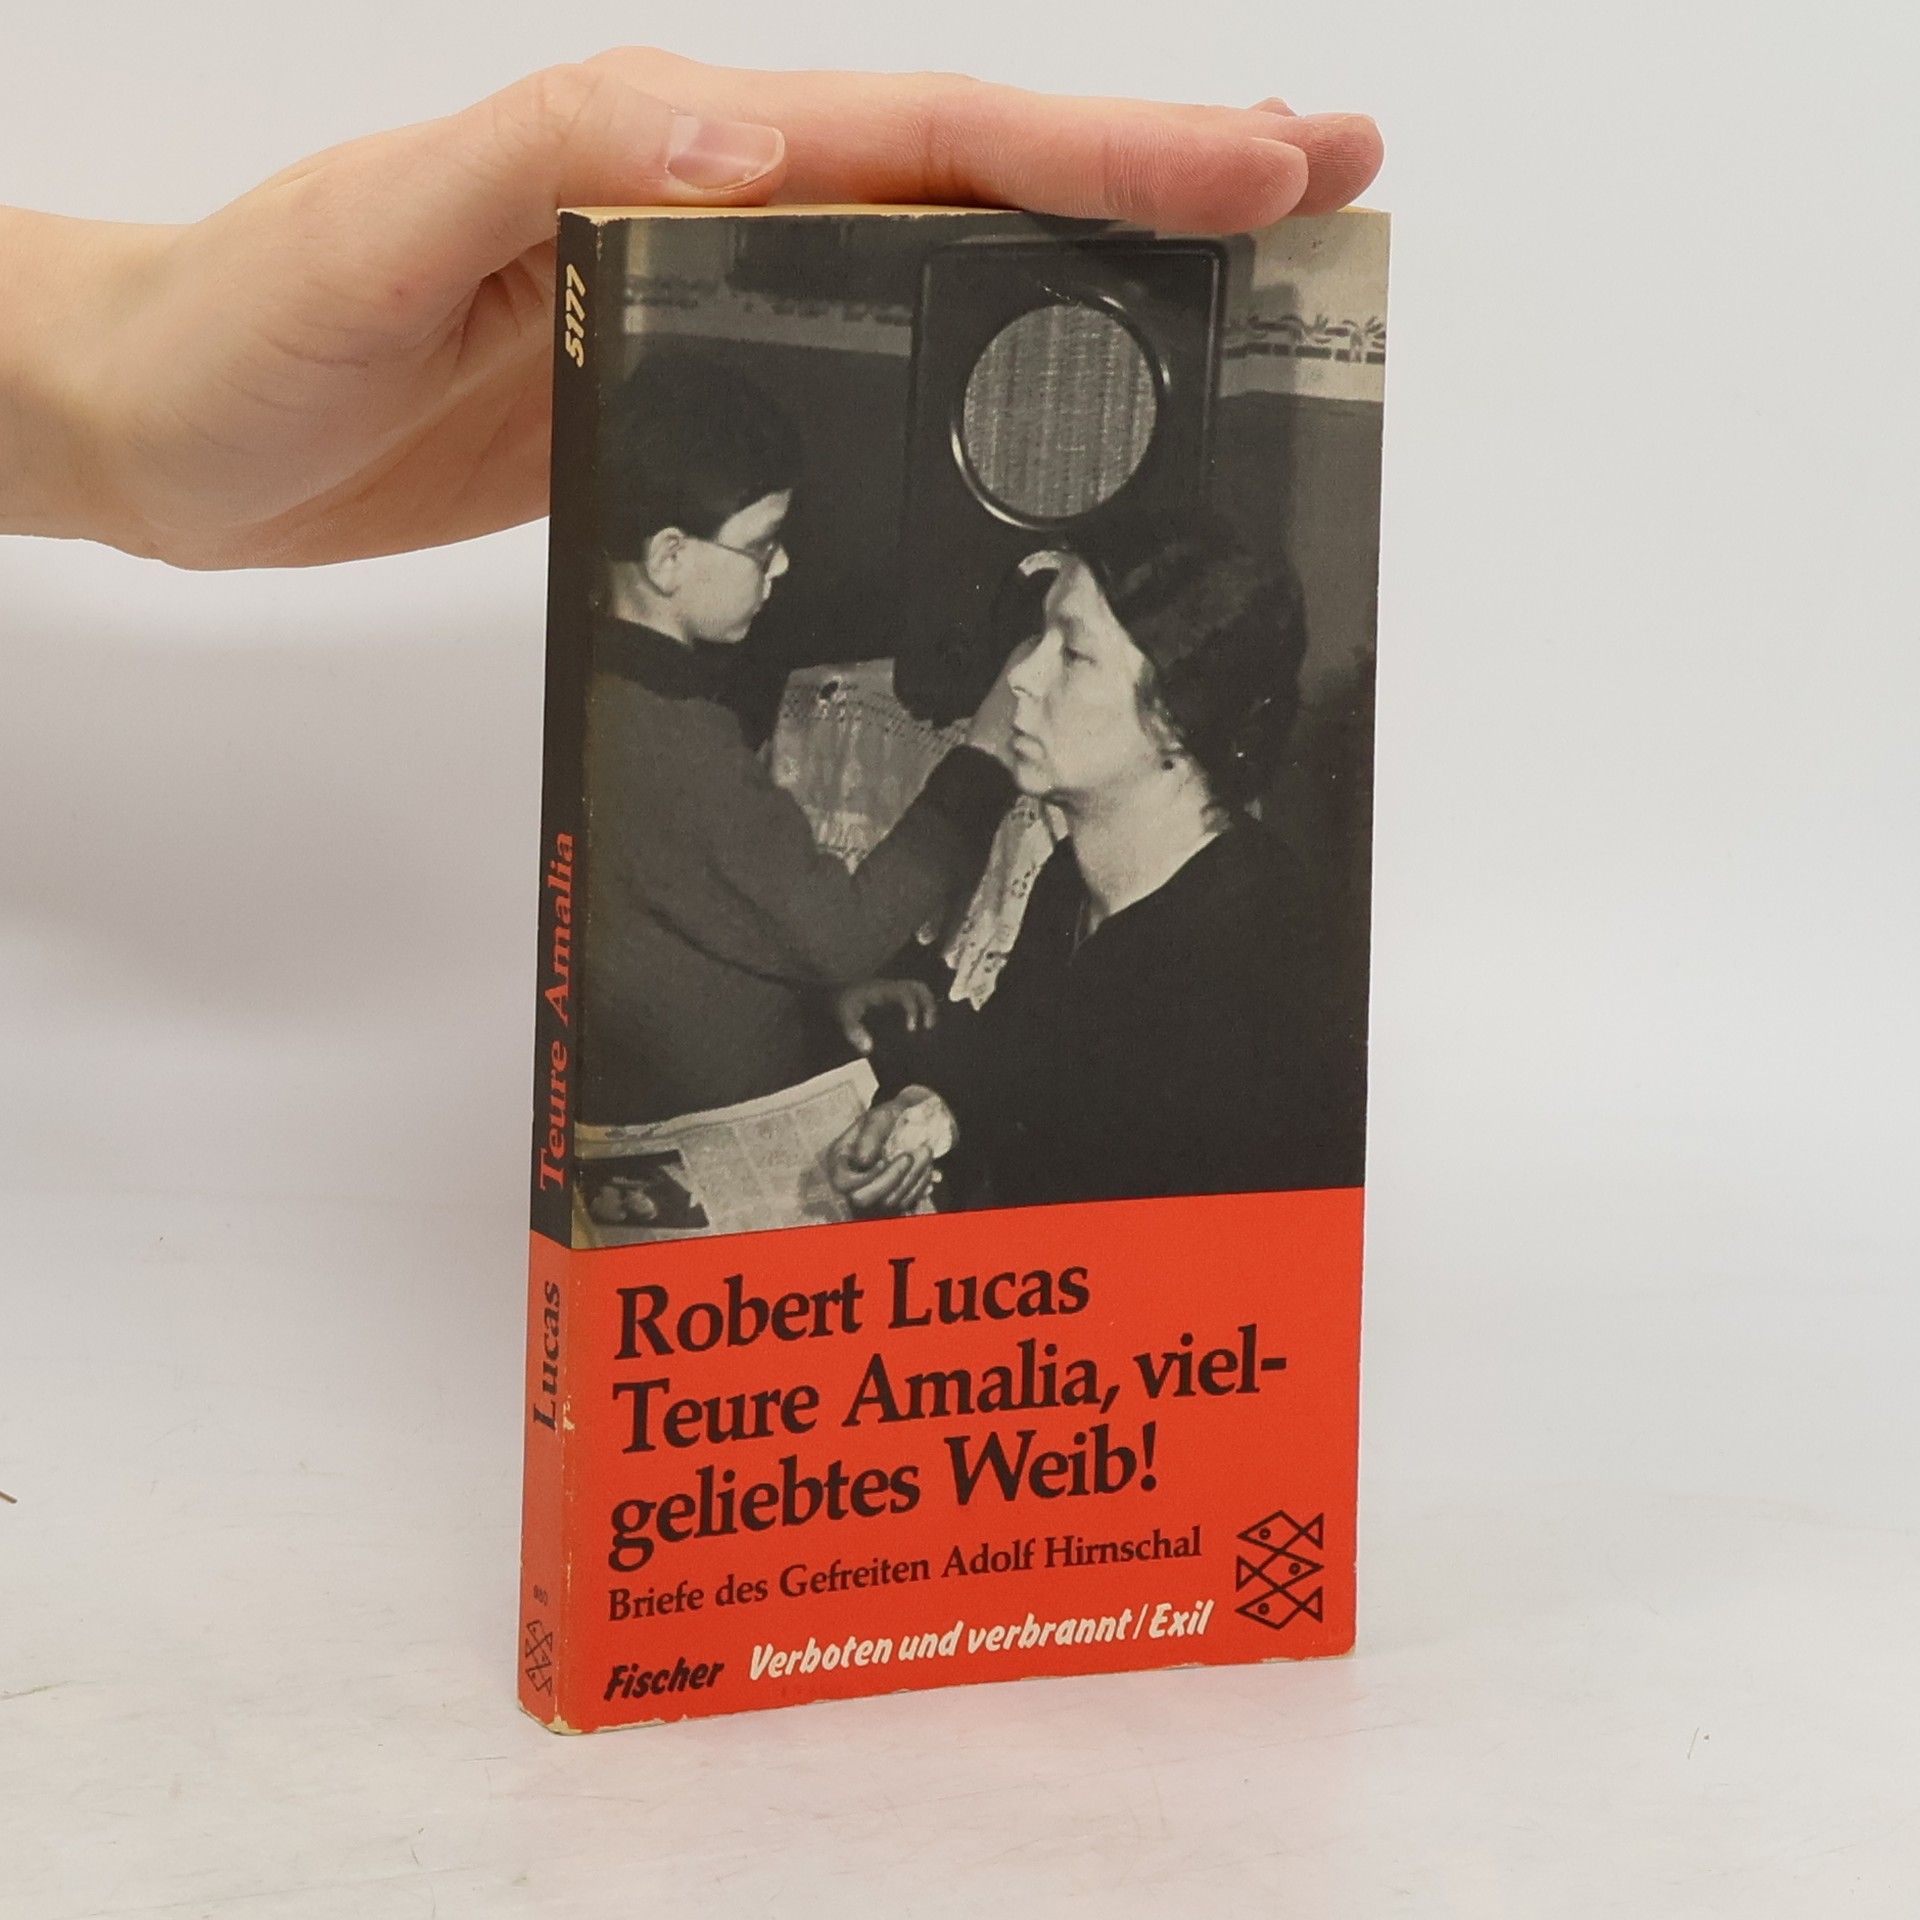 5177
Teure Amalia
Lucas
880
Robert Lucas
Teure Amalia, viel-
geliebtes Weib!
Briefe des Gefreiten Adolf Hirnschal
Fischer Verboten und verbrannt/Exil